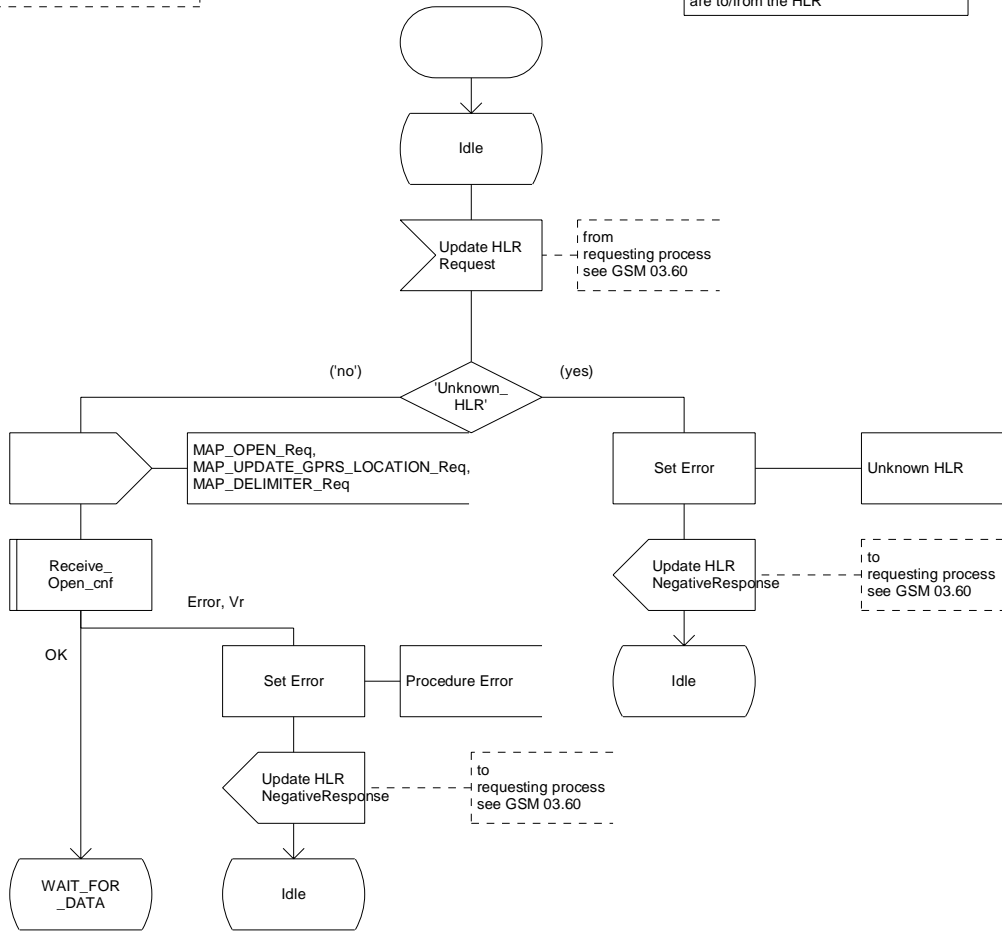 are to/from the HLR
Idle
Update HLR
Request
from
requesting process
see GSM 03.60
('no')
'Unknown_
HLR'
(yes)
MAP_OPEN_Req,
MAP_UPDATE_GPRS_LOCATION_Req,
MAP_DELIMITER_Req
Set Error
Unknown HLR
Receive_
Open_cnf
Update HLR
NegativeResponse
to
requesting process
see GSM 03.60
Error, Vr
OK
Set Error
Procedure Error
Idle
Update HLR
NegativeResponse
to
requesting process
see GSM 03.60
WAIT_FOR
_DATA
Idle